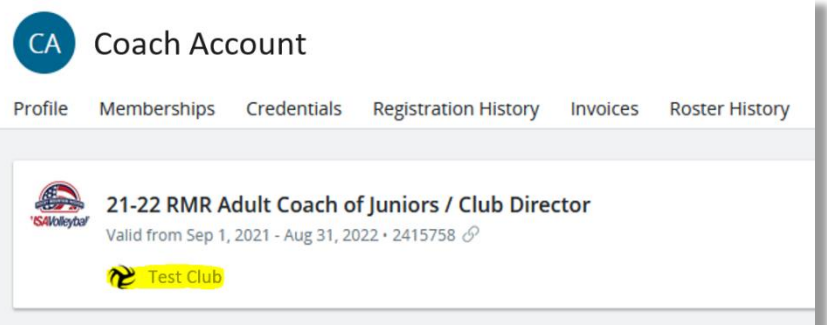 CA Coach Account
Profile Memberships Credentials Registration History Invoices Roster History
21-22 RMR Adult Coach of Juniors / Club Director
USAVolleyball
Valid from Sep 1, 2021 - Aug 31, 2022 • 2415758
Test Club